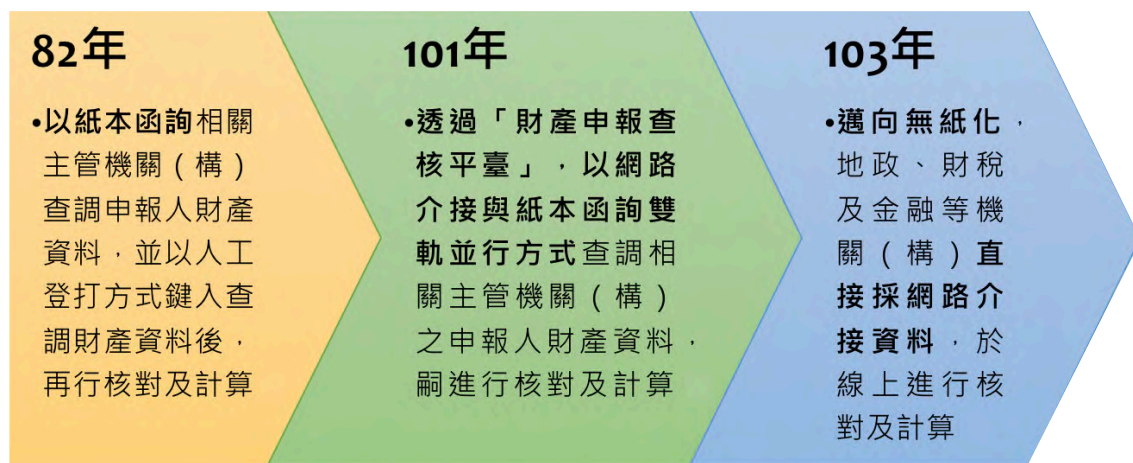 82年
•以紙本函詢相關
主管機關（構）
查調申報人財產
資料，並以人工
登打方式鍵入查
調財產資料後，
再行核對及計算
101年
•透過「財產申報查
核平臺」，以網路
介接與紙本函詢雙
軌並行方式查調相
關主管機關（構）
之申報人財產資料，
嗣進行核對及計算
103年
•邁向無紙化，
地政、財稅
及金融等機
關（構）直
接採網路介
接資料，於
線上進行核
對及計算